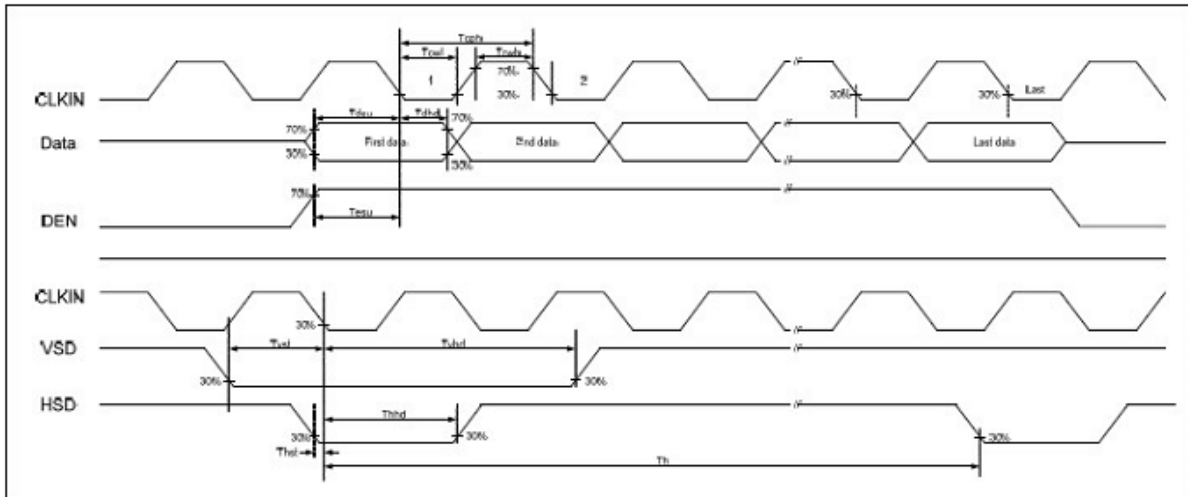 Tcph
Tcwl
Tcwh
1
70%
2
30%
30%
30%
Last
CLKIN
Tdsu
Tdhd
70%
70%
Data
First data
2nd data
Last data
30%
30%
70%
DEN
Tesu
CLKIN
30%
VSD
Tvst
Tvhd
30%
30%
HSD
Thhd
30%
30%
30%
Thst
Th